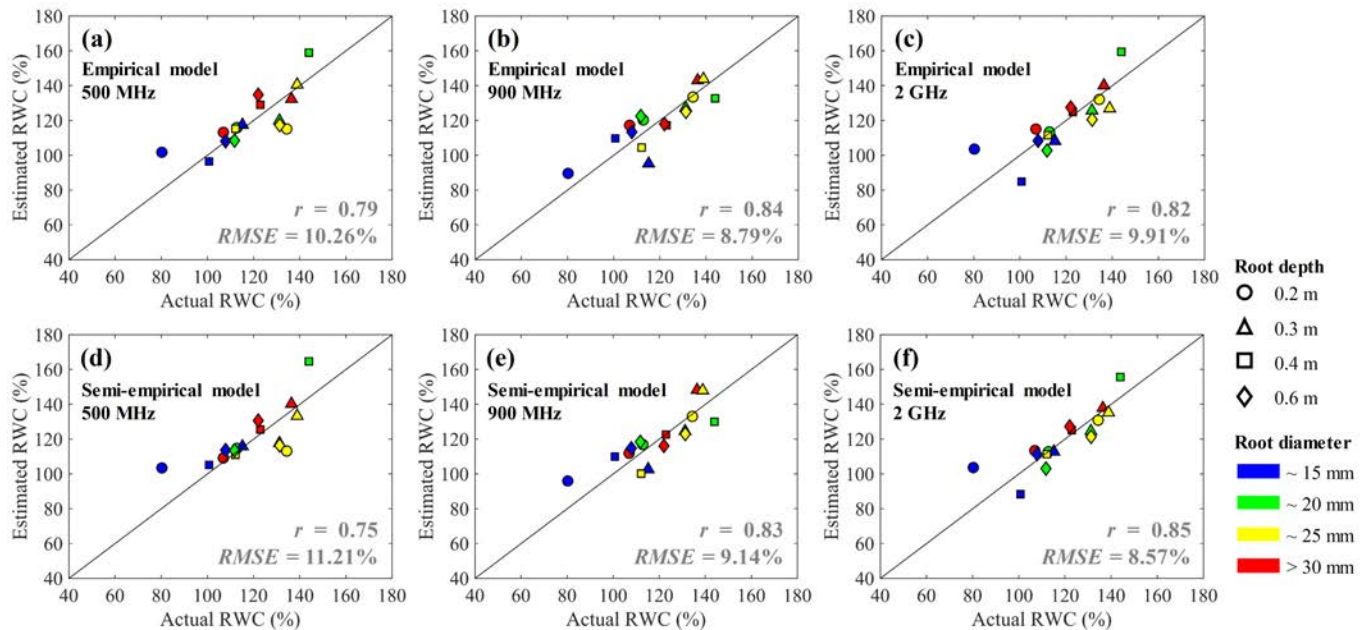 (a)
Empirical model
500 MHz
r = 0.79
RMSE = 10.26%
180
160
140
120
100
80
60
40
40 60 80 100 120 140 160 180
Estimated RWC (%)
Actual RWC (%)
(b)
Empirical model
900 MHz
r = 0.84
RMSE = 8.79%
180
160
140
120
100
80
60
40
40 60 80 100 120 140 160 180
Estimated RWC (%)
Actual RWC (%)
(c)
Empirical model
2 GHz
r = 0.82
RMSE = 9.91%
180
160
140
120
100
80
60
40
40 60 80 100 120 140 160 180
Estimated RWC (%)
Actual RWC (%)
(d)
Semi-empirical model
500 MHz
r = 0.75
RMSE = 11.21%
180
160
140
120
100
80
60
40
40 60 80 100 120 140 160 180
Estimated RWC (%)
Actual RWC (%)
(e)
Semi-empirical model
900 MHz
r = 0.83
RMSE = 9.14%
180
160
140
120
100
80
60
40
40 60 80 100 120 140 160 180
Estimated RWC (%)
Actual RWC (%)
(f)
Semi-empirical model
2 GHz
r = 0.85
RMSE = 8.57%
180
160
140
120
100
80
60
40
40 60 80 100 120 140 160 180
Estimated RWC (%)
Actual RWC (%)
Root depth
0.2 m
0.3 m
0.4 m
0.6 m
Root diameter
~ 15 mm
~ 20 mm
~ 25 mm
> 30 mm